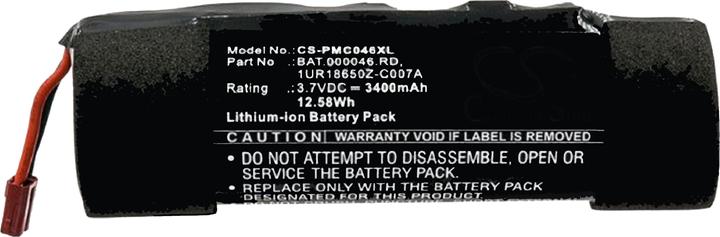 Model No.:CS-PMC046XL
Part No .: BAT.000046.RD,
1UR18650Z-C007A
Rating .: 3.7VDC ⎓ 3400mAh
12.58Wh
Lithium-ion Battery Pack
CAUTION WARRANTY VOID IF LABEL IS REMOVED
• DO NOT ATTEMPT TO DISASSEMBLE, OPEN OR
SERVICE THE BATTERY PACK.
• REPLACE ONLY WITH THE BATTERY PACK
DESIGNATED FOR THIS PRODUCT